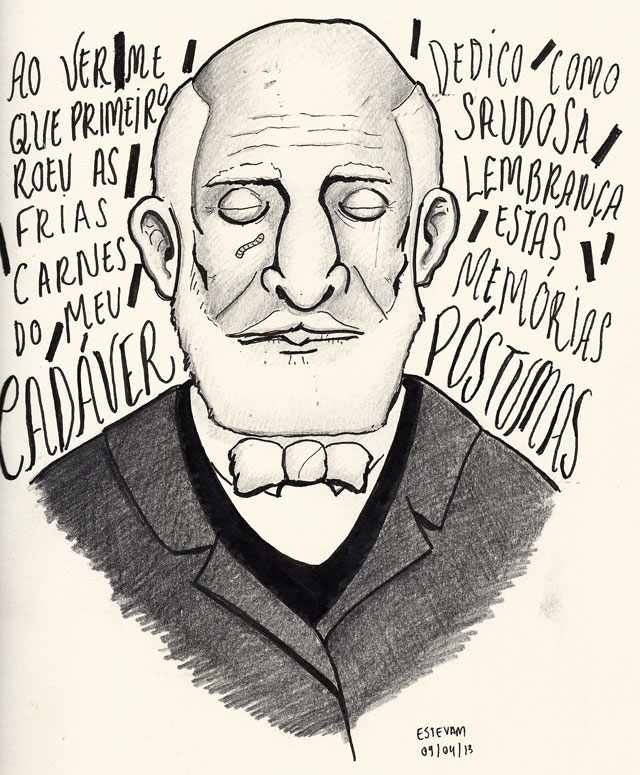 AO VERME
QUE PRIMEIRO
ROEU AS
FRIAS
CARNES
DO MEU
CADÁVER
DEDICO COMO
SAUDOSA
LEMBRANÇA
ESTAS
MEMÓRIAS
PÓSTUMAS
ESTEVAM
09/04/13